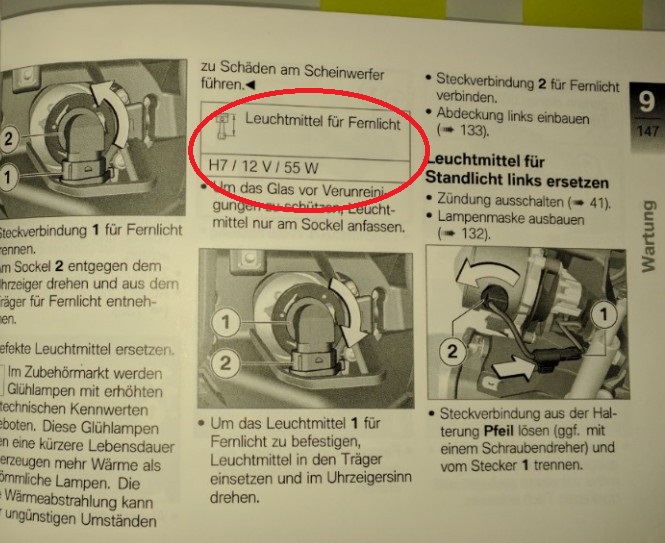 Steckverbindung 1 für Fernlicht
trennen.
Am Sockel 2 entgegen dem
Uhrzeiger drehen und aus dem
Träger für Fernlicht entneh-
men.
Defekte Leuchtmittel ersetzen.
Im Zubehörmarkt werden
Glühlampen mit erhöhten
technischen Kennwerten
eboten. Diese Glühlampen
en eine kürzere Lebensdauer
erzeugen mehr Wärme als
ömmliche Lampen. Die
Wärmeabstrahlung kann
r ungünstigen Umständen
2
1
zu Schäden am Scheinwerfer
führen.◄
Leuchtmittel für Fernlicht
H7 / 12 V / 55 W
• Um das Glas vor Verunreini-
gungen zu schützen, Leucht-
mittel nur am Sockel anfassen.
1
2
• Um das Leuchtmittel 1 für
Fernlicht zu befestigen,
Leuchtmittel in den Träger
einsetzen und im Uhrzeigersinn
drehen.
• Steckverbindung 2 für Fernlicht
verbinden.
• Abdeckung links einbauen
(➡ 133).
Leuchtmittel für
Standlicht links ersetzen
• Zündung ausschalten (➡ 41).
• Lampenmaske ausbauen
(➡ 132).
1
2
• Steckverbindung aus der Hal-
terung Pfeil lösen (ggf. mit
einem Schraubendreher) und
vom Stecker 1 trennen.
9
147
Wartung